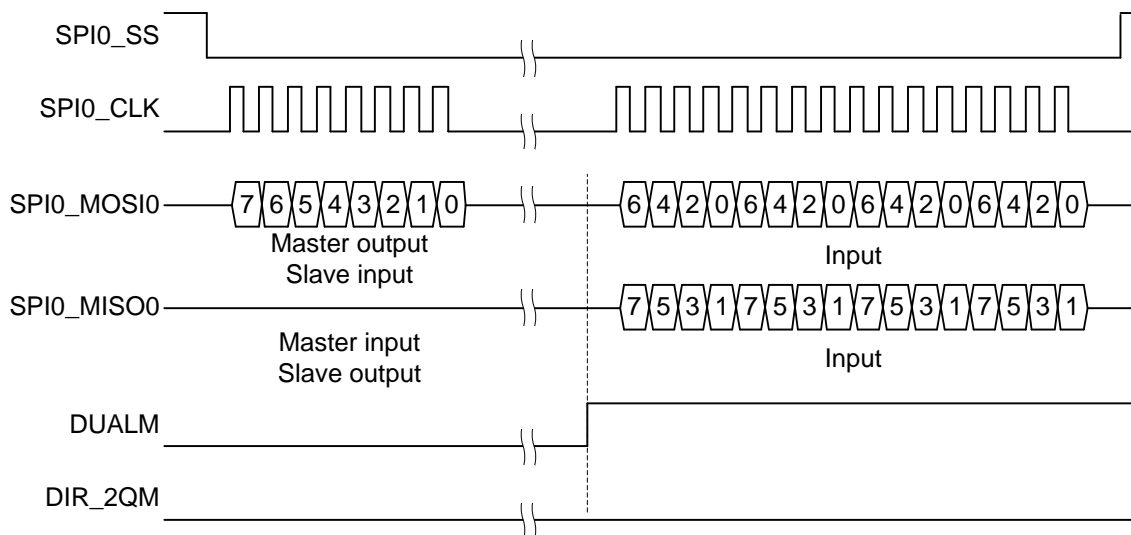 SPI0_SS
SPI0_CLK
SPI0_MOSI0 7 6 5 4 3 2 1 0 6 4 2 0 6 4 2 0 6 4 2 0 6 4 2 0
Master output
Slave input
Input
SPI0_MISO0 7 5 3 1 7 5 3 1 7 5 3 1 7 5 3 1
Master input
Slave output
Input
DUALM
DIR_2QM